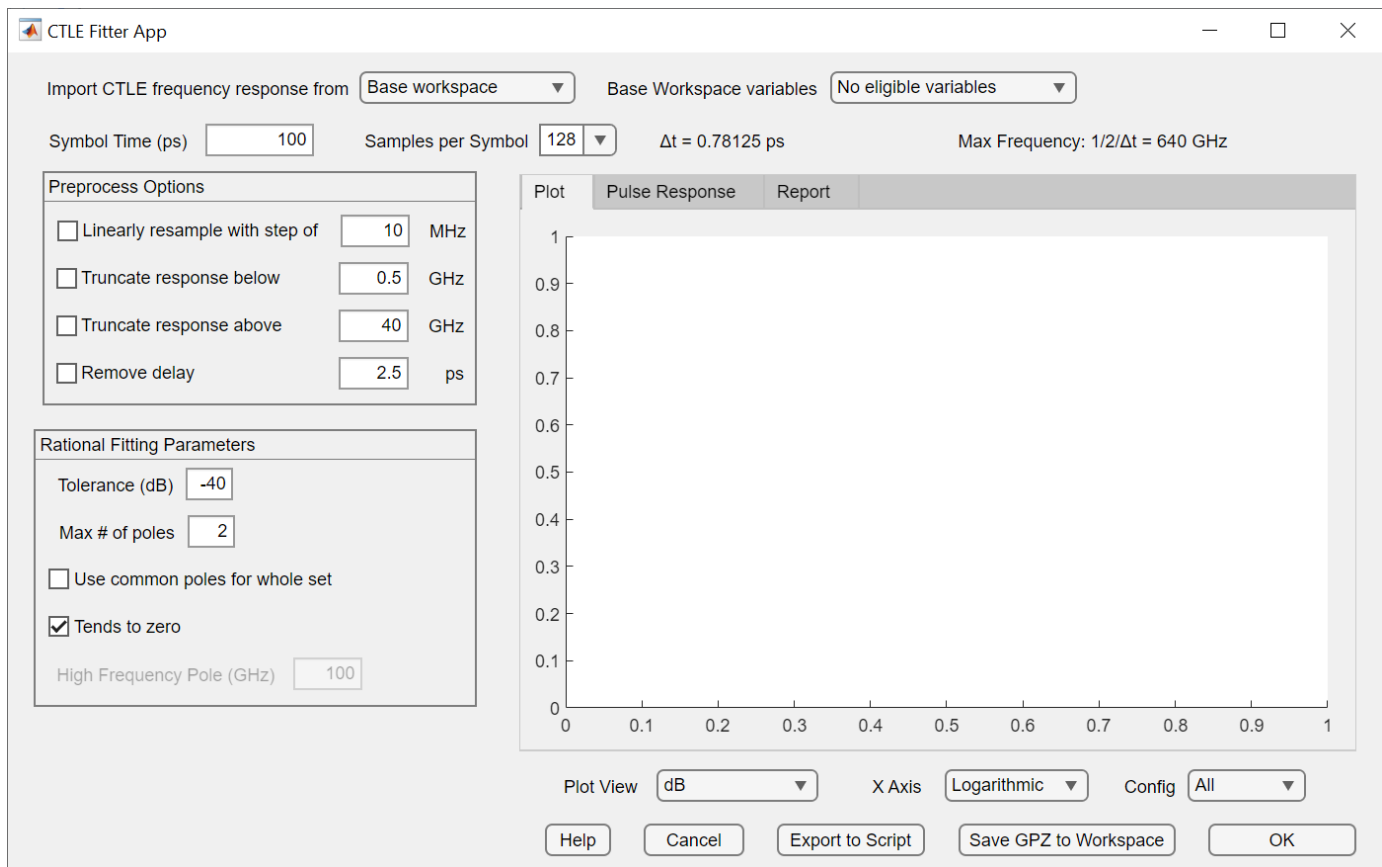 CTLE Fitter App
Import CTLE frequency response from Base workspace Base Workspace variables No eligible variables
Symbol Time (ps) 100 Samples per Symbol 128 Δt = 0.78125 ps Max Frequency: 1/2/Δt = 640 GHz
Preprocess Options
Linearly resample with step of 10 MHz
Truncate response below 0.5 GHz
Truncate response above 40 GHz
Remove delay 2.5 ps
Rational Fitting Parameters
Tolerance (dB) -40
Max # of poles 2
Use common poles for whole set
Tends to zero
High Frequency Pole (GHz) 100
Plot Pulse Response Report
1
0.9
0.8
0.7
0.6
0.5
0.4
0.3
0.2
0.1
0
0 0.1 0.2 0.3 0.4 0.5 0.6 0.7 0.8 0.9 1
Plot View dB X Axis Logarithmic Config All
Help Cancel Export to Script Save GPZ to Workspace OK